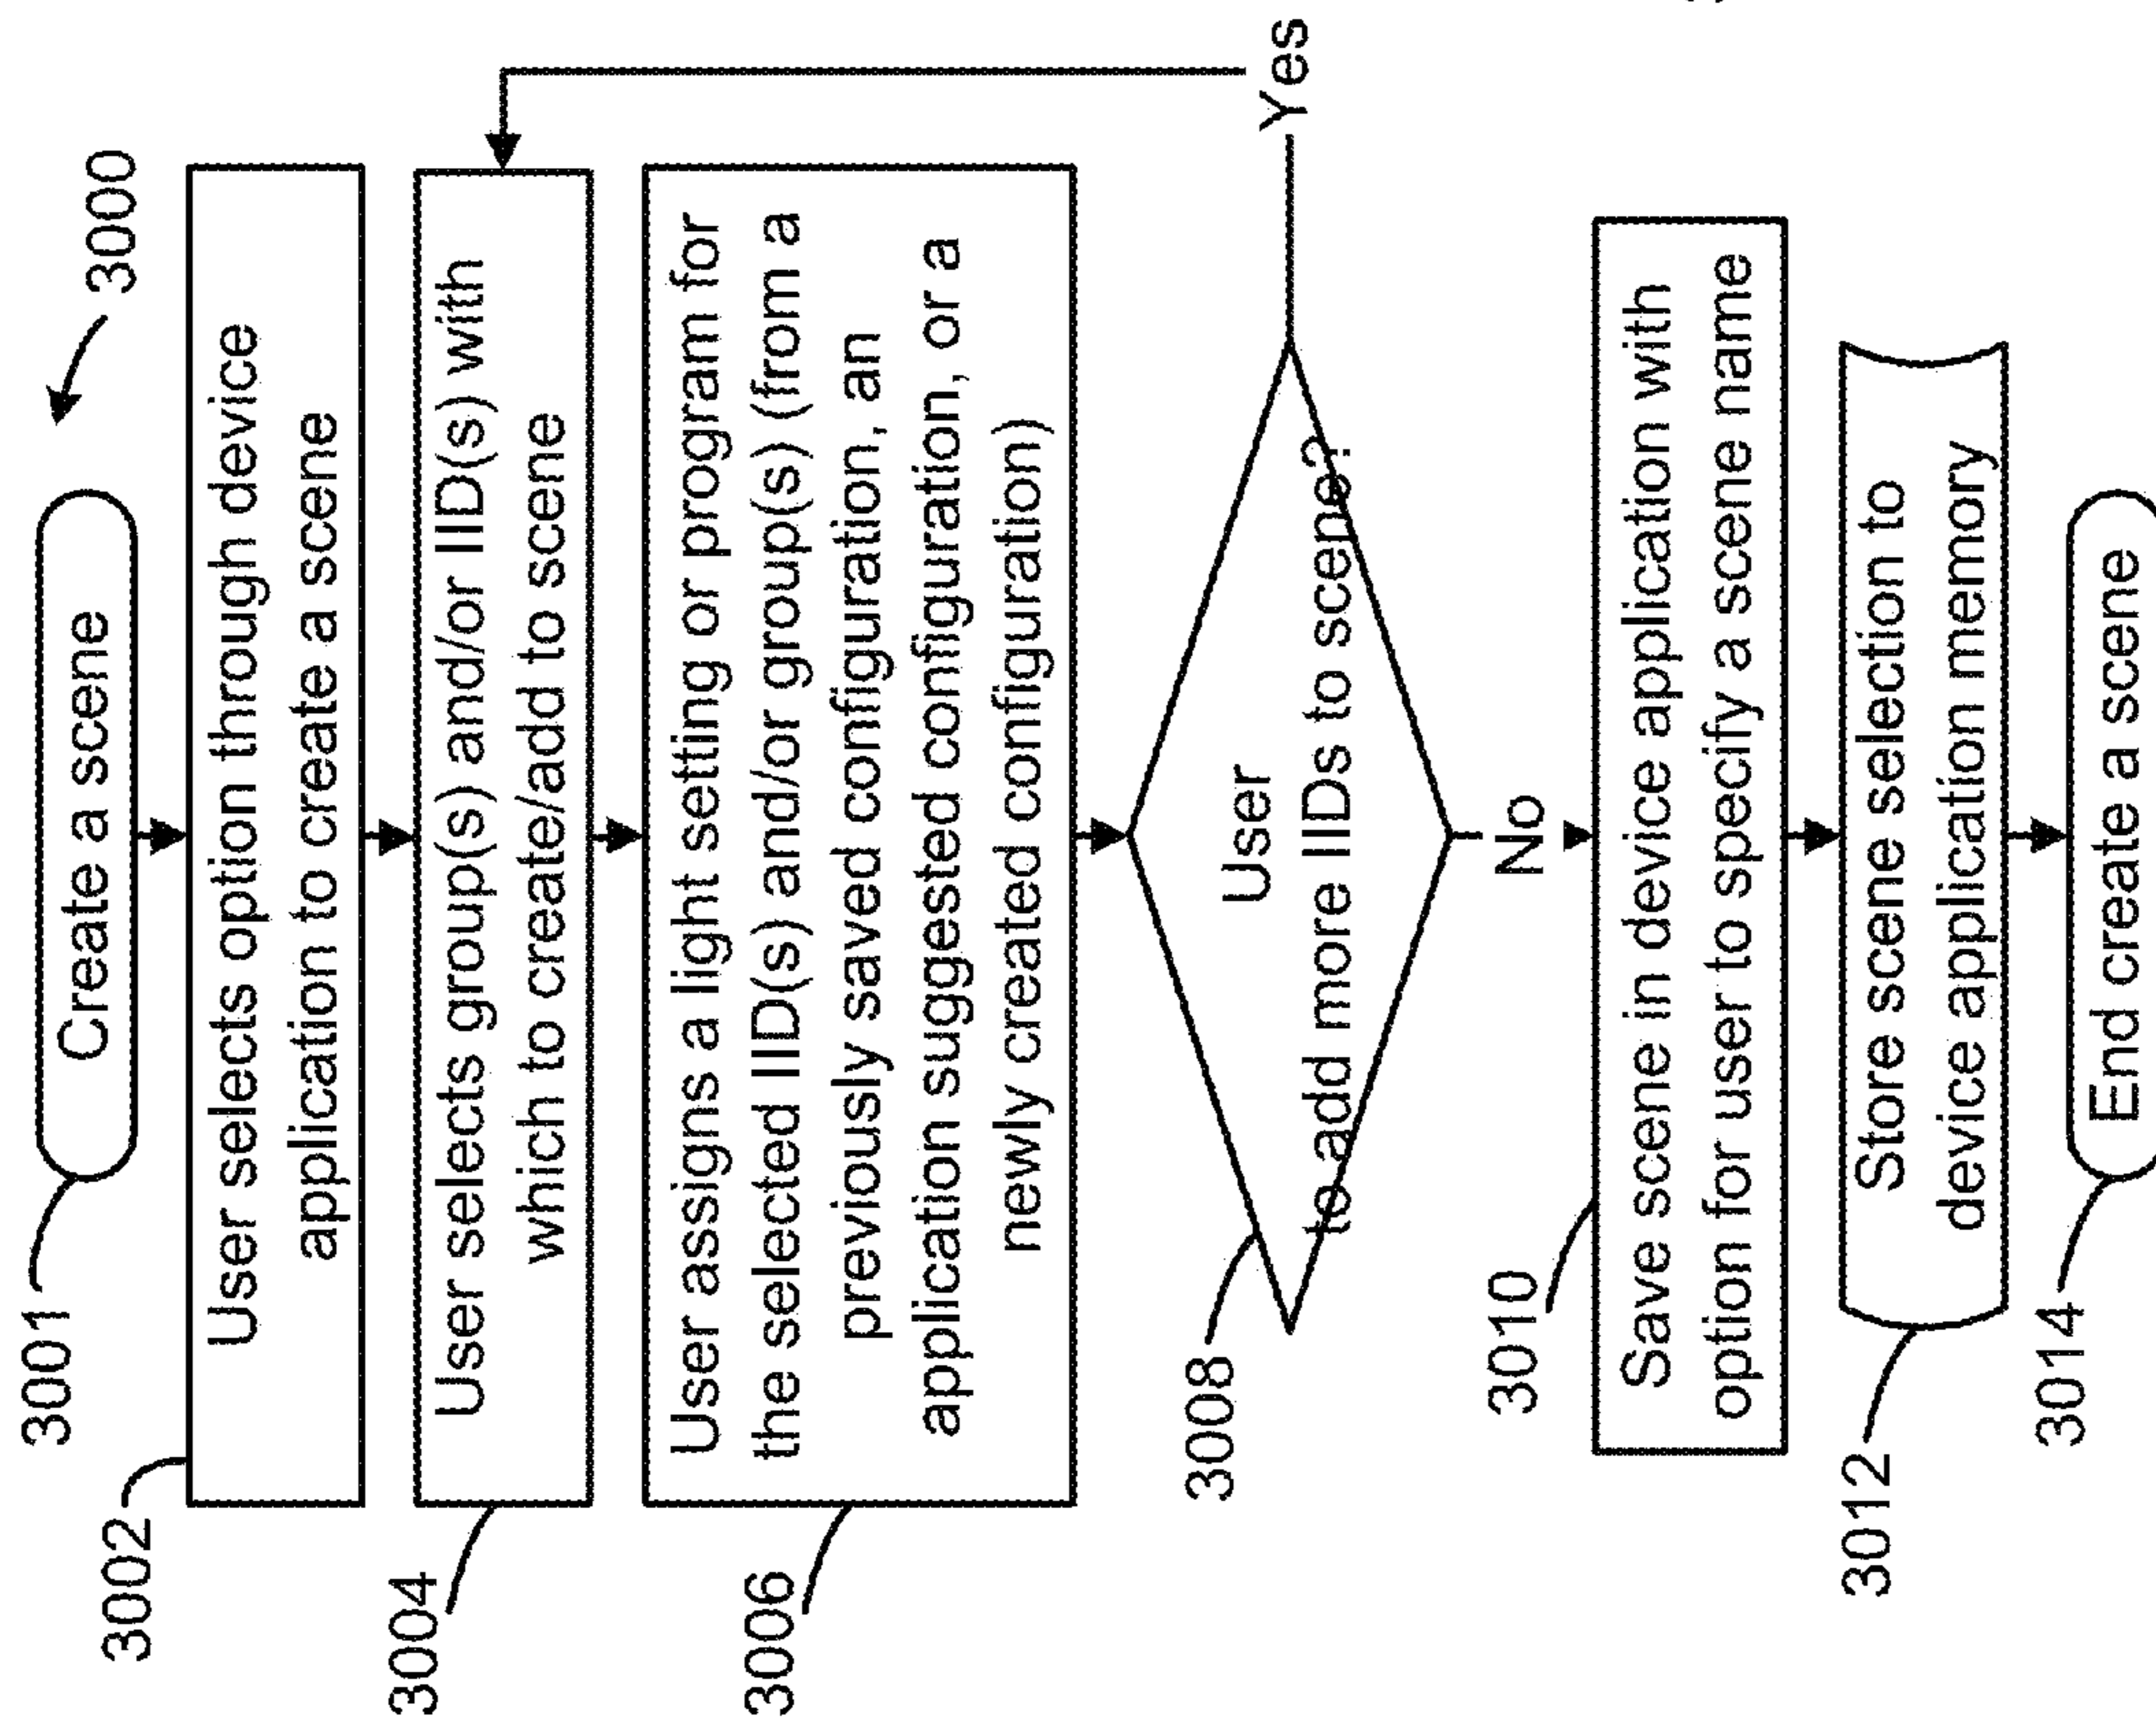 3000
3001
Create a scene
3002
User selects option through device
application to create a scene
3004
User selects group(s) and/or IID(s) with
which to create/add to scene
3006
User assigns a light setting or program for
the selected IID(s) and/or group(s) (from a
previously saved configuration, an
application suggested configuration, or a
newly created configuration)
3008
User
to add more IIDs to scene?
Yes
No
3010
Save scene in device application with
option for user to specify a scene name
3012
Store scene selection to
device application memory
3014
End create a scene